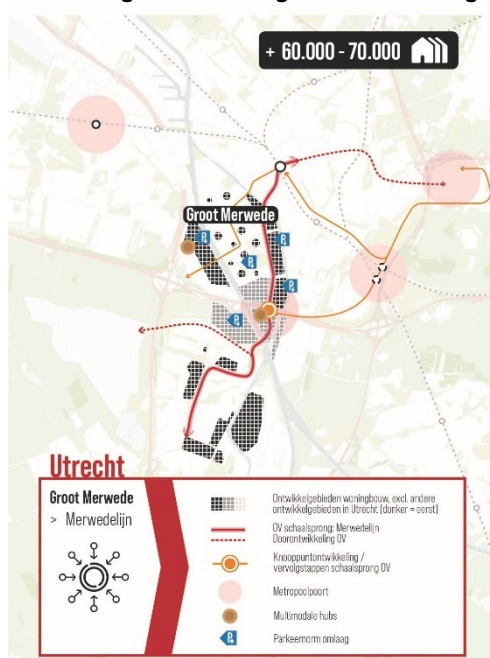 + 60.000 - 70.000
Groot Merwede
P
P
P
P
P
Utrecht
Groot Merwede
> Merwedelijn
Ontwikkelgebieden woningbouw, excl. andere
ontwikkelgebieden in Utrecht (donker = eerst)
OV schaalsprong: Merwedelijn
Doorontwikkeling OV
Knooppuntontwikkeling /
vervolgstappen schaalsprong OV
Metropoolpoort
Multimodale hubs
P
Parkeernorm omlaag